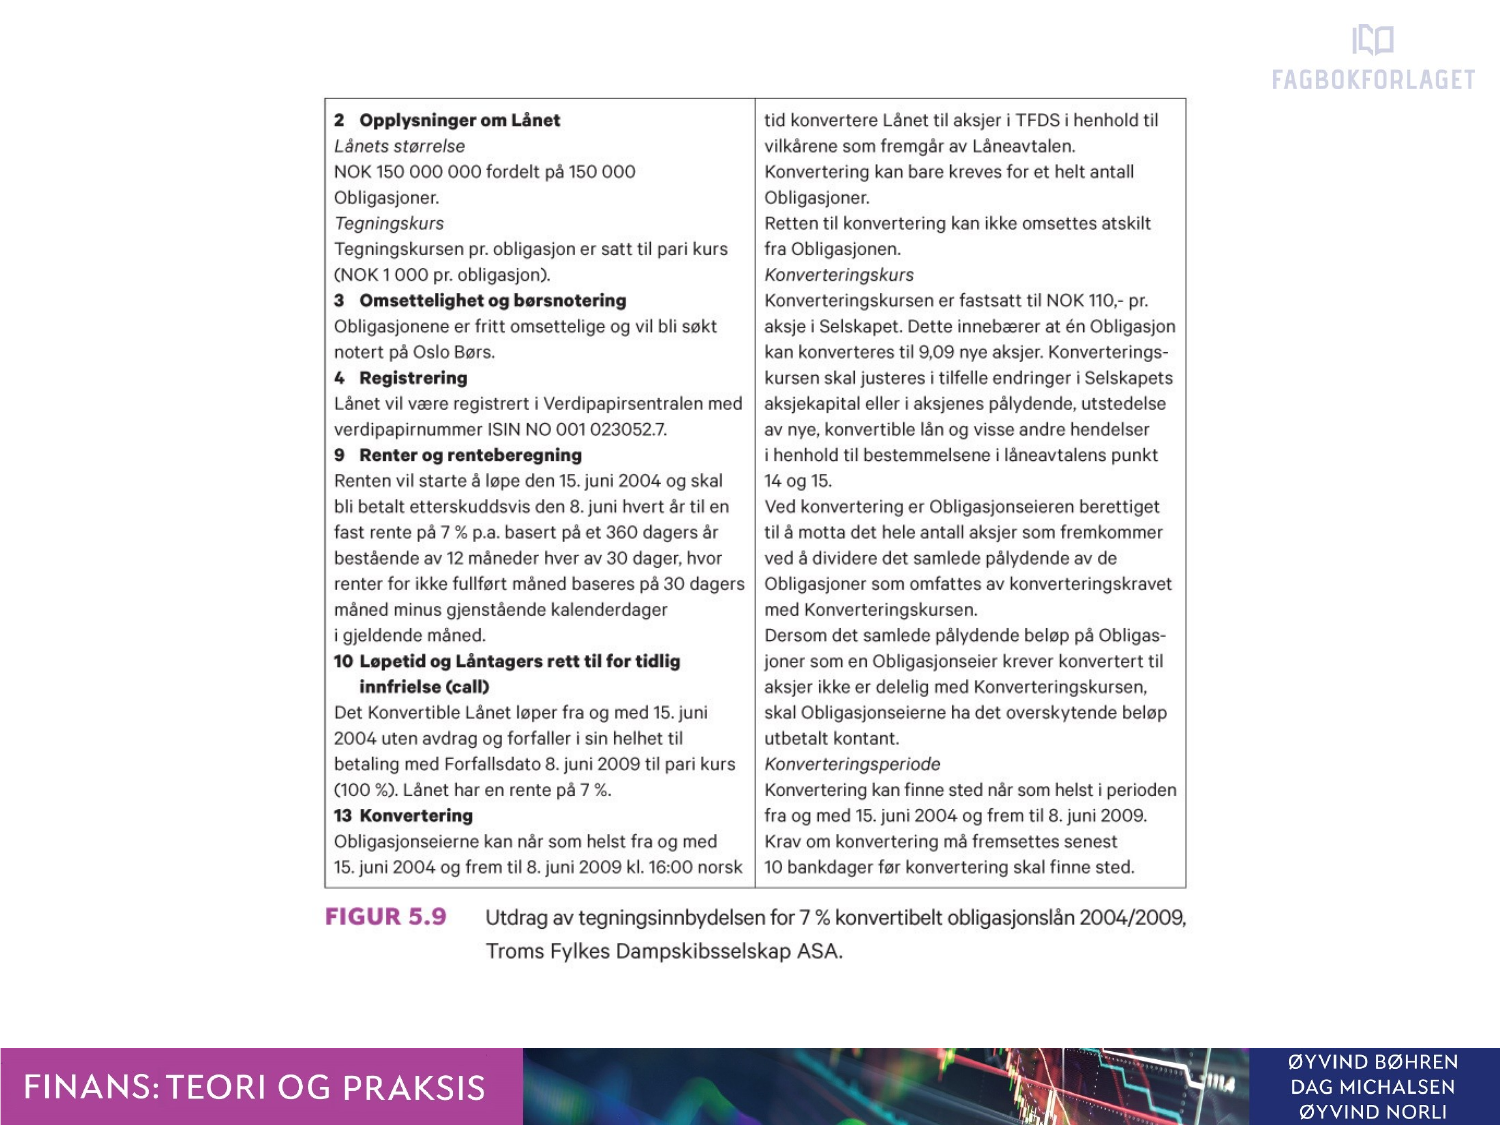 FAGBOKFORLAGET
2 Opplysninger om Lånet
Lånets størrelse
NOK 150 000 000 fordelt på 150 000
Obligasjoner.
Tegningskurs
Tegningskursen pr. obligasjon er satt til pari kurs
(NOK 1 000 pr. obligasjon).
3 Omsettelighet og børsnotering
Obligasjonene er fritt omsettelige og vil bli søkt
notert på Oslo Børs.
4 Registrering
Lånet vil være registrert i Verdipapirsentralen med
verdipapirnummer ISIN NO 001 023052.7.
9 Renter og renteberegning
Renten vil starte å løpe den 15. juni 2004 og skal
bli betalt etterskuddsvis den 8. juni hvert år til en
fast rente på 7 % p.a. basert på et 360 dagers år
bestående av 12 måneder hver av 30 dager, hvor
renter for ikke fullført måned baseres på 30 dagers
måned minus gjenstående kalenderdager
i gjeldende måned.
10 Løpetid og Låntagers rett til for tidlig
innfrielse (call)
Det Konvertible Lånet løper fra og med 15. juni
2004 uten avdrag og forfaller i sin helhet til
betaling med Forfallsdato 8. juni 2009 til pari kurs
(100 %). Lånet har en rente på 7 %.
13 Konvertering
Obligasjonseierne kan når som helst fra og med
15. juni 2004 og frem til 8. juni 2009 kl. 16:00 norsk
tid konvertere Lånet til aksjer i TFDS i henhold til
vilkårene som fremgår av Låneavtalen.
Konvertering kan bare kreves for et helt antall
Obligasjoner.
Retten til konvertering kan ikke omsettes atskilt
fra Obligasjonen.
Konverteringskurs
Konverteringskursen er fastsatt til NOK 110,- pr.
aksje i Selskapet. Dette innebærer at én Obligasjon
kan konverteres til 9,09 nye aksjer. Konverterings-
kursen skal justeres i tilfelle endringer i Selskapets
aksjekapital eller i aksjenes pålydende, utstedelse
av nye, konvertible lån og visse andre hendelser
i henhold til bestemmelsene i låneavtalens punkt
14 og 15.
Ved konvertering er Obligasjonseieren berettiget
til å motta det hele antall aksjer som fremkommer
ved å dividere det samlede pålydende av de
Obligasjoner som omfattes av konverteringskravet
med Konverteringskursen.
Dersom det samlede pålydende beløp på Obligas-
joner som en Obligasjonseier krever konvertert til
aksjer ikke er delelig med Konverteringskursen,
skal Obligasjonseierne ha det overskytende beløp
utbetalt kontant.
Konverteringsperiode
Konvertering kan finne sted når som helst i perioden
fra og med 15. juni 2004 og frem til 8. juni 2009.
Krav om konvertering må fremsettes senest
10 bankdager før konvertering skal finne sted.
FIGUR 5.9 Utdrag av tegningsinnbydelsen for 7 % konvertibelt obligasjonslån 2004/2009,
Troms Fylkes Dampskibsselskap ASA.
FINANS: TEORI OG PRAKSIS
ØYVIND BØHREN
DAG MICHALSEN
ØYVIND NORLI